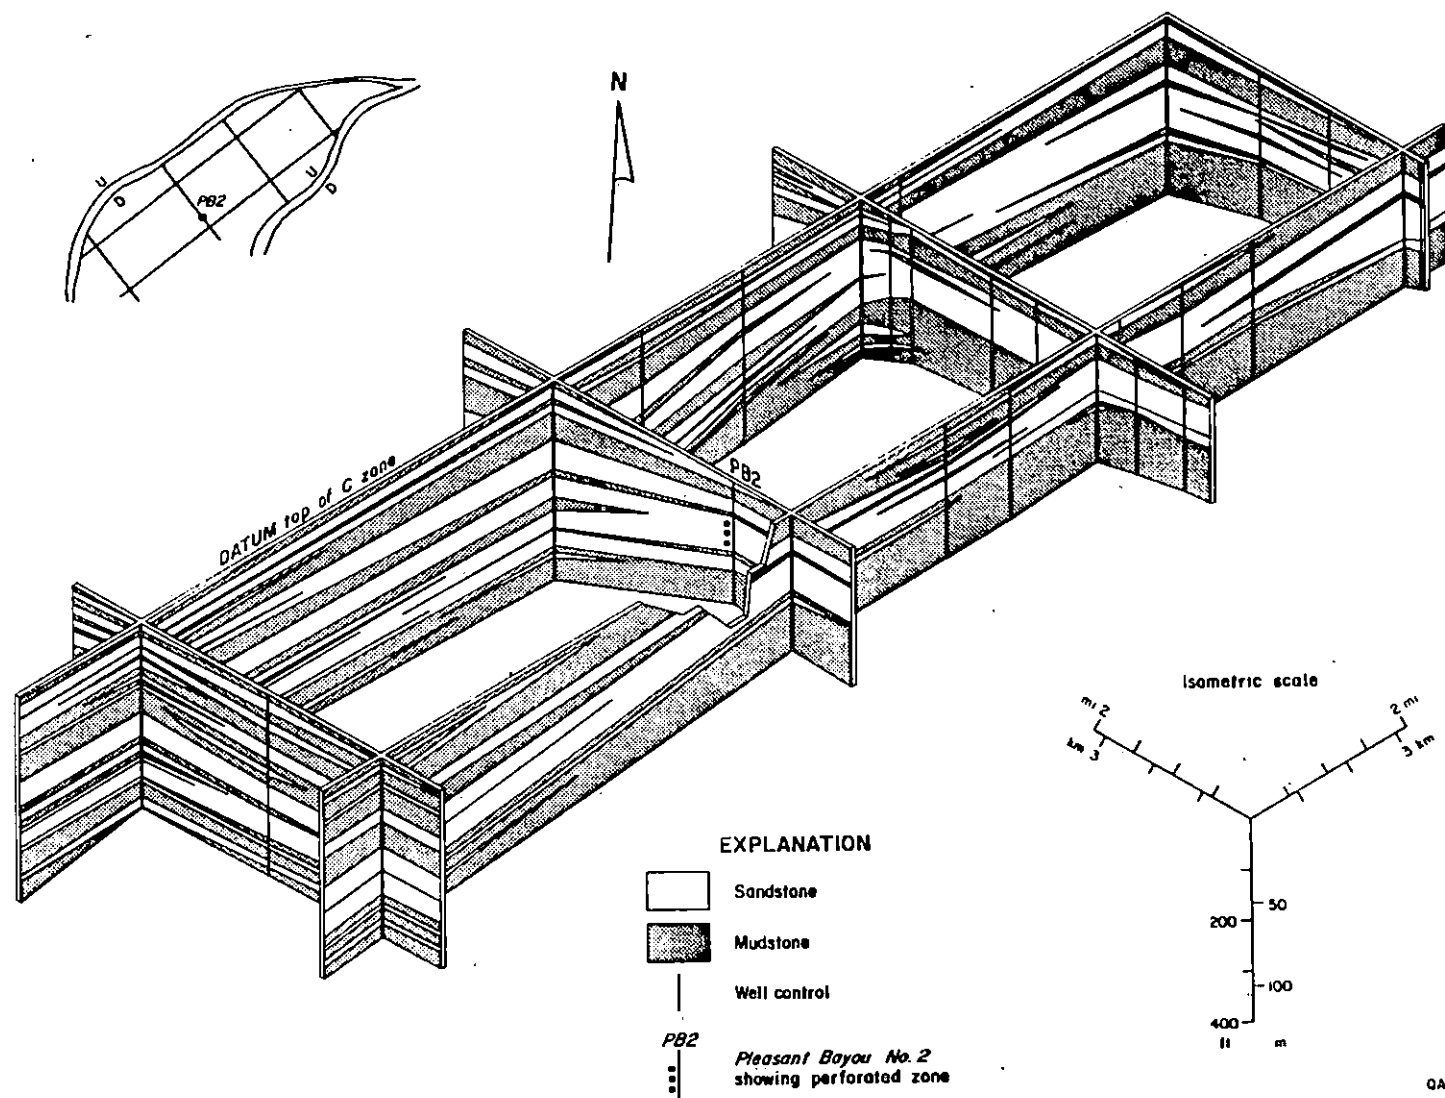 N
U
D
U
D
PB2
PB2
DATUM top of C zone
Isometric scale
mi 2
km 3
2 mi
3 km
50
200
100
400
ft m
EXPLANATION
Sandstone
Mudstone
Well control
PB2
Pleasant Bayou No. 2
showing perforated zone
QA